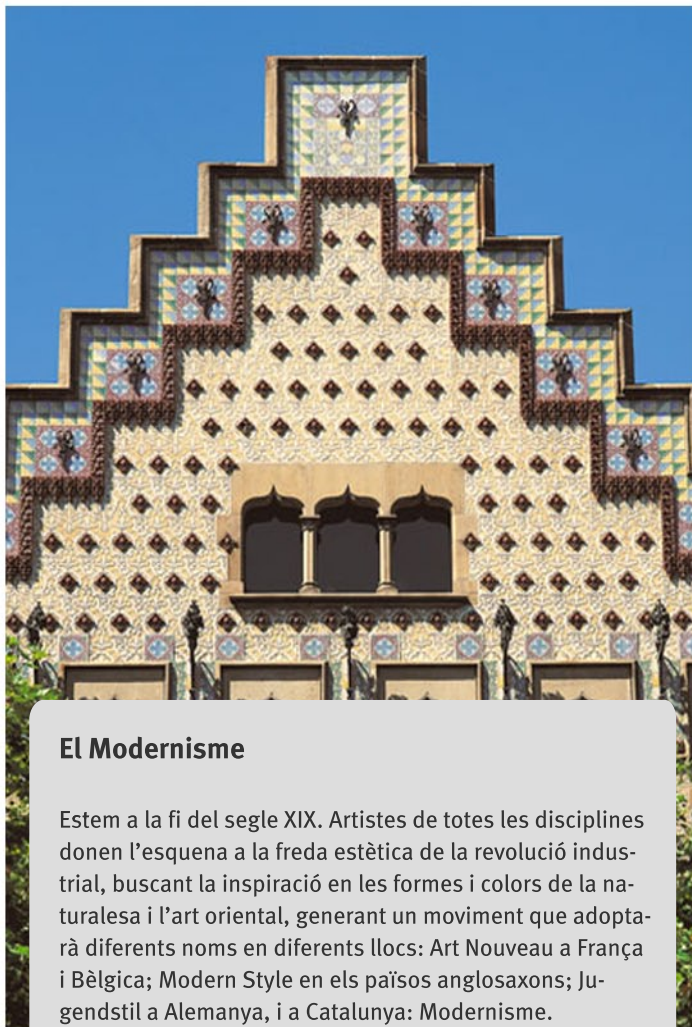 El Modernisme
Estem a la fi del segle XIX. Artistes de totes les disciplines
donen l’esquena a la freda estètica de la revolució indus-
trial, buscant la inspiració en les formes i colors de la na-
turalesa i l’art oriental, generant un moviment que adopta-
rà diferents noms en diferents llocs: Art Nouveau a França
i Bèlgica; Modern Style en els països anglosaxons; Ju-
gendstil a Alemanya, i a Catalunya: Modernisme.